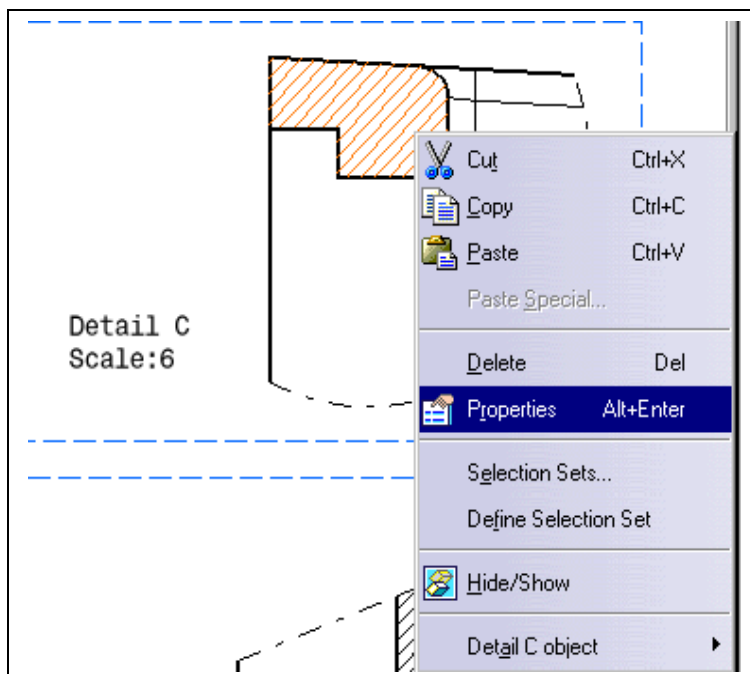 Detail C
Scale:6
Cut Ctrl+X
Copy Ctrl+C
Paste Ctrl+V
Paste Special...
Delete Del
Properties Alt+Enter
Selection Sets...
Define Selection Set
Hide/Show
Detail C object